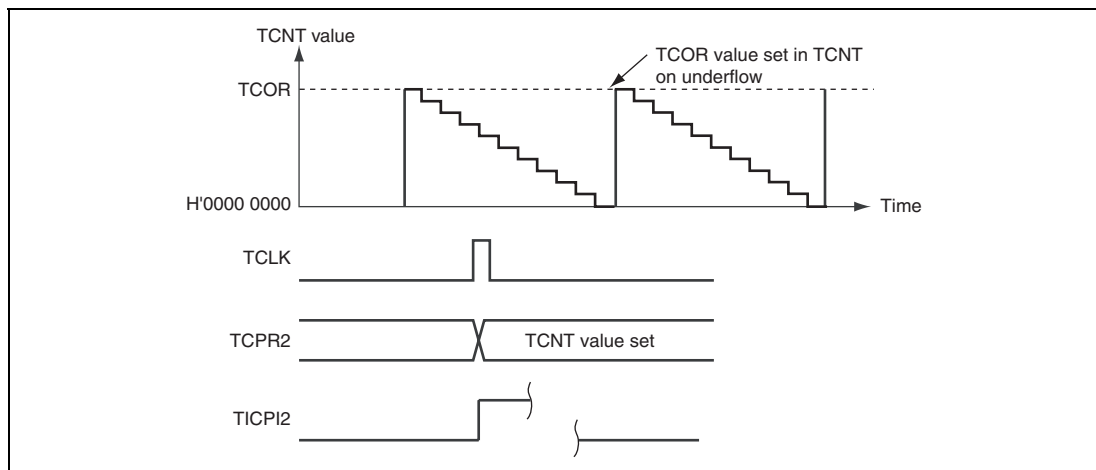 TCNT value
TCOR value set in TCNT
on underflow
TCOR
H'0000 0000
Time
TCLK
TCPR2
TCNT value set
TICPI2